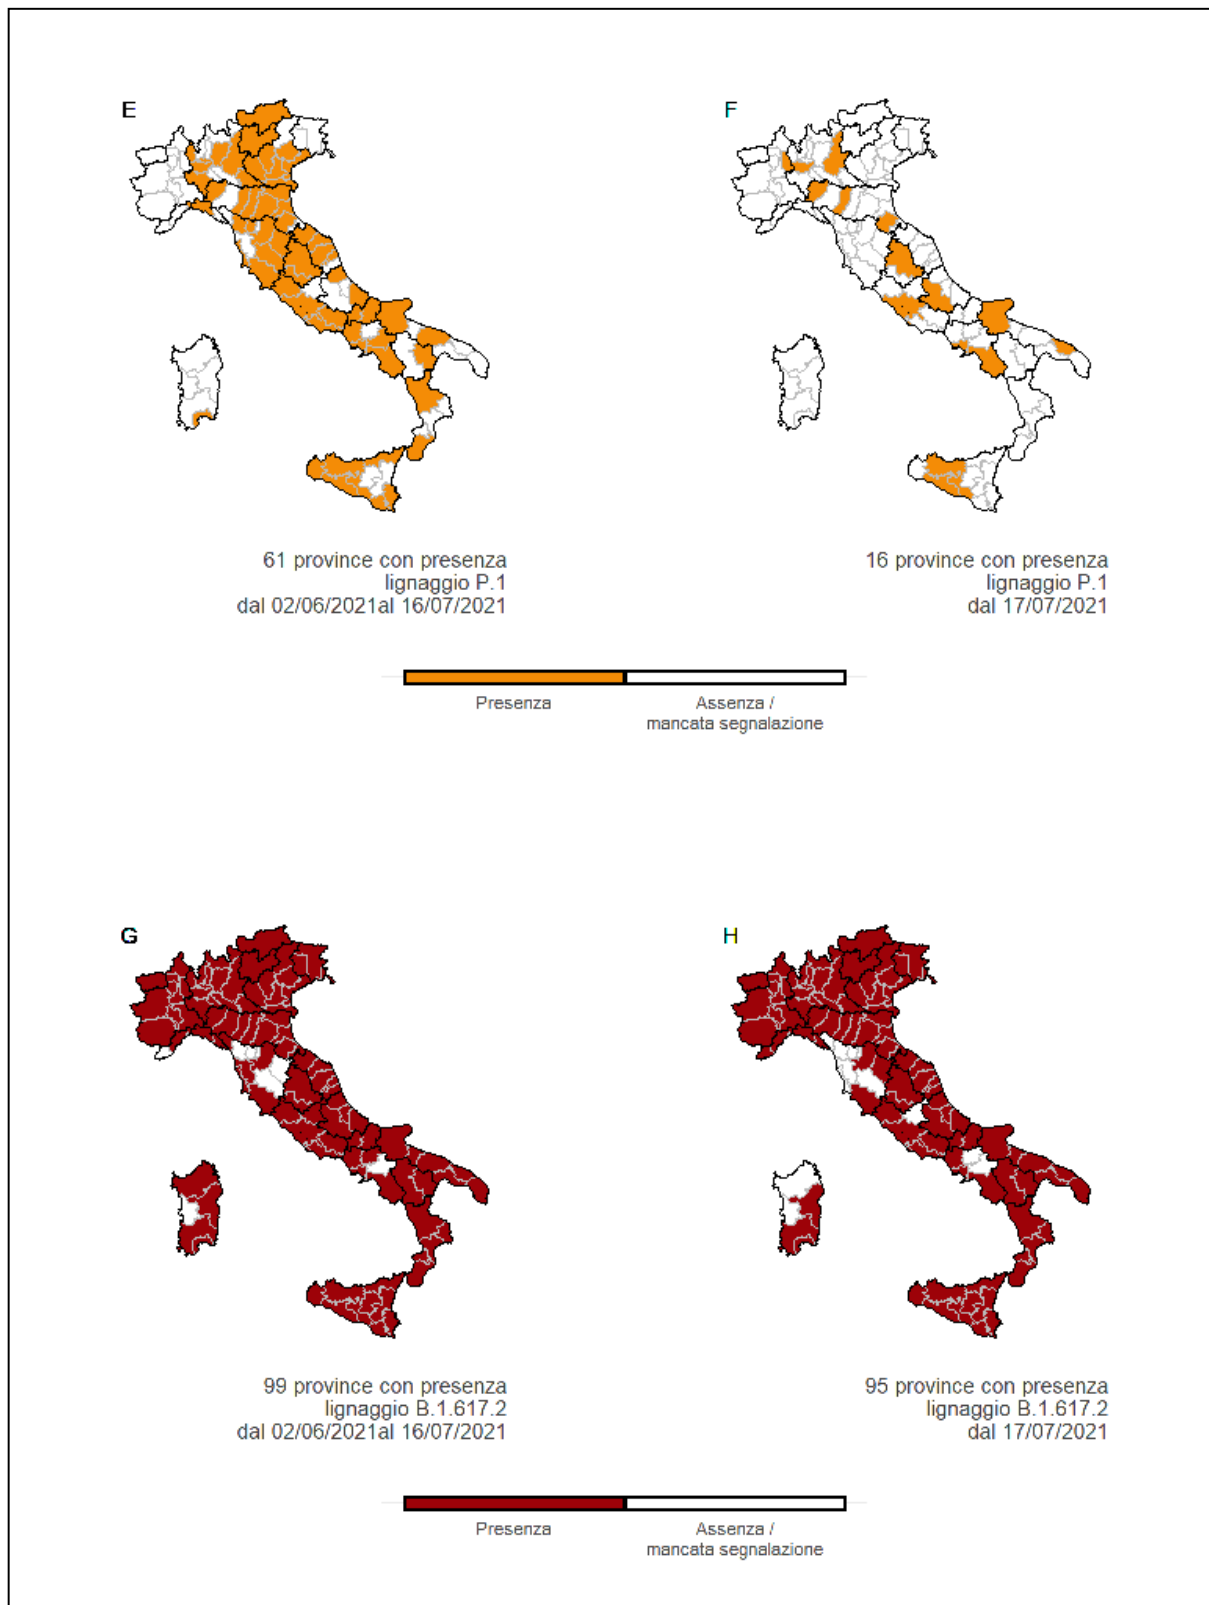 E
F
61 province con presenza
lignaggio P.1
dal 02/06/2021al 16/07/2021
16 province con presenza
lignaggio P.1
dal 17/07/2021
Presenza
Assenza /
mancata segnalazione
G
H
99 province con presenza
lignaggio B.1.617.2
dal 02/06/2021al 16/07/2021
95 province con presenza
lignaggio B.1.617.2
dal 17/07/2021
Presenza
Assenza /
mancata segnalazione